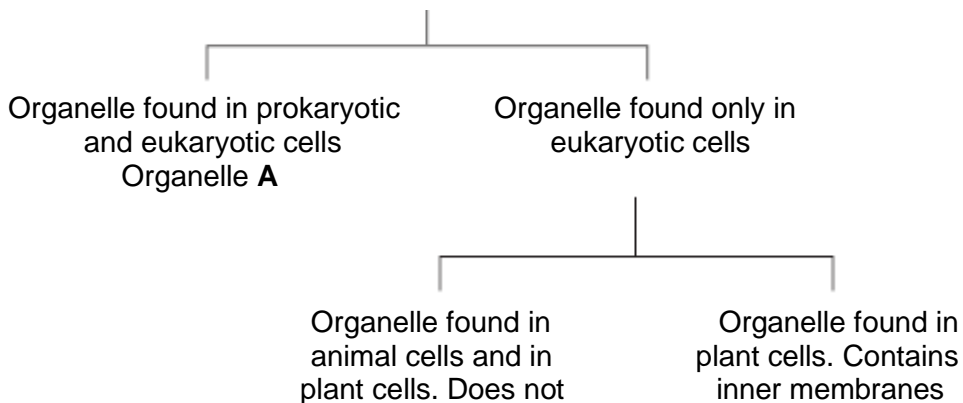 Organelle found in prokaryotic
and eukaryotic cells
Organelle A
Organelle found only in
eukaryotic cells
Organelle found in
animal cells and in
plant cells. Does not
Organelle found in
plant cells. Contains
inner membranes